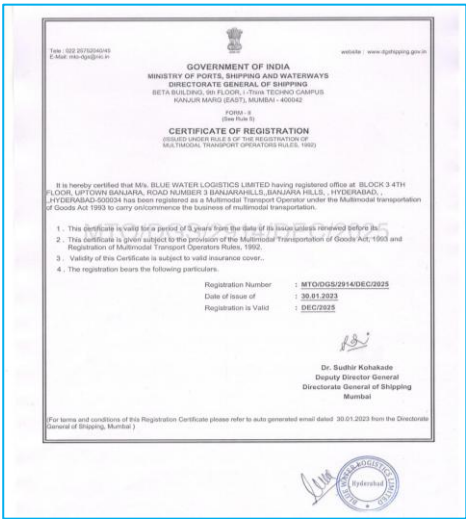 Tele : 022 25752040/45
E-Mail: mto-dgs@nic.in
website : www.dgshipping.gov.in
GOVERNMENT OF INDIA
MINISTRY OF PORTS, SHIPPING AND WATERWAYS
DIRECTORATE GENERAL OF SHIPPING
BETA BUILDING, 9th FLOOR, i -Think TECHNO CAMPUS
KANJUR MARG (EAST), MUMBAI - 400042
FORM - II
(See Rule 5)
CERTIFICATE OF REGISTRATION
(ISSUED UNDER RULE 5 OF THE REGISTRATION OF
MULTIMODAL TRANSPORT OPERATORS RULES, 1992)
It is hereby certified that M/s. BLUE WATER LOGISTICS LIMITED having registered office at BLOCK 3 4TH
FLOOR, UPTOWN BANJARA, ROAD NUMBER 3 BANJARAHILLS,,BANJARA HILLS, , HYDERABAD, ,
,HYDERABAD-500034 has been registered as a Multimodal Transport Operator under the Multimodal transportation
of Goods Act 1993 to carry on/commence the business of multimodal transportation.
1 . This certificate is valid for a period of 3 years from the date of its issue unless renewed before its
2 . This certificate is given subject to the provision of the Multimodal Transportation of Goods Act, 1993 and
Registration of Multimodal Transport Operators Rules, 1992.
3 . Validity of this Certificate is subject to valid insurance cover..
4 . The registration bears the following particulars.
Registration Number : MTO/DGS/2914/DEC/2025
Date of issue of : 30.01.2023
Registration is Valid : DEC/2025
Dr. Sudhir Kohakade
Deputy Director General
Directorate General of Shipping
Mumbai
(For terms and conditions of this Registration Certificate please refer to auto generated email dated 30.01.2023 from the Directorate
General of Shipping, Mumbai )
BLUE WATER LOGISTICS LIMITED
Hyderabad